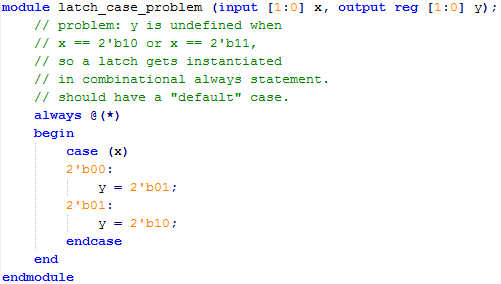 module latch_case_problem (input [1:0] x, output reg [1:0] y);
// problem: y is undefined when
// x == 2'b10 or x == 2'b11,
// so a latch gets instantiated
// in combinational always statement.
// should have a "default" case.
always @(*)
begin
case (x)
2'b00:
y = 2'b01;
2'b01:
y = 2'b10;
endcase
end
endmodule